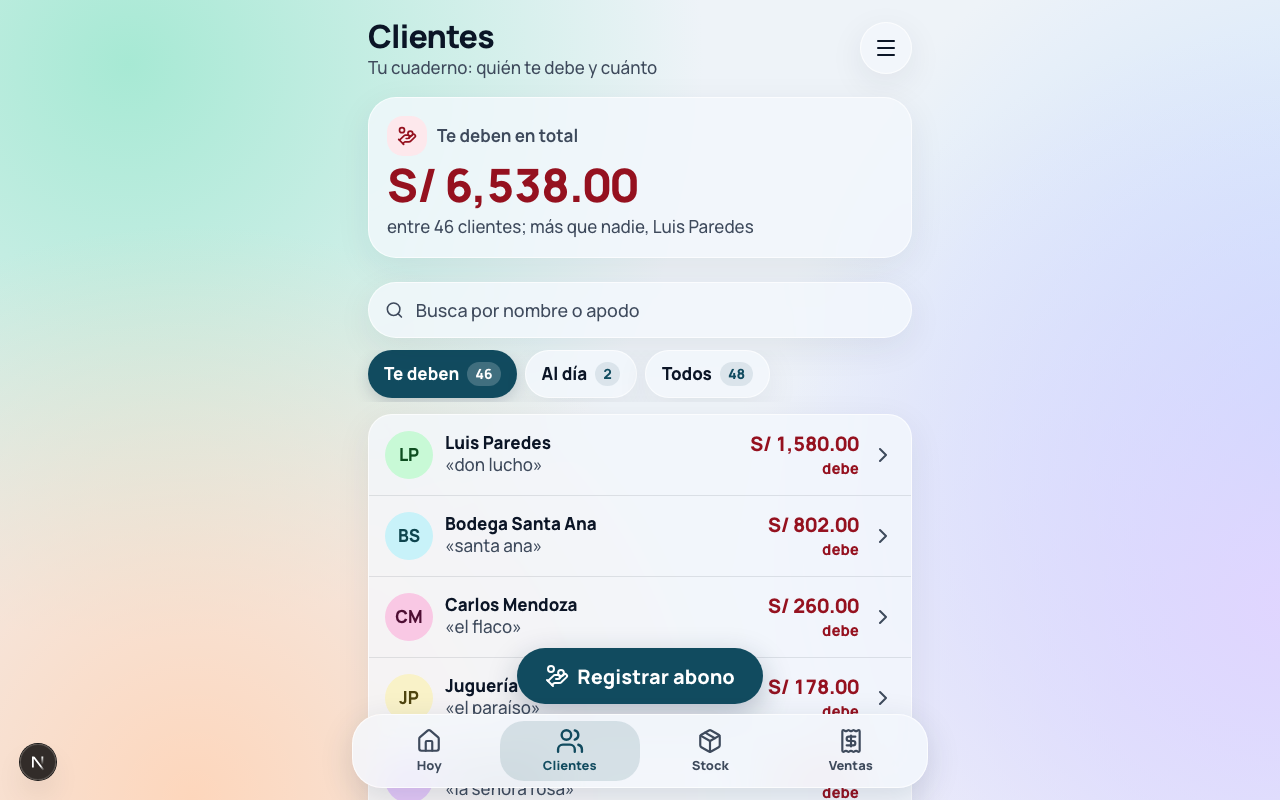 Clientes
Tu cuaderno: quién te debe y cuánto
Te deben en total
S/ 6,538.00
entre 46 clientes; más que nadie, Luis Paredes
Busca por nombre o apodo
Te deben 46
Al día 2
Todos 48
LP
Luis Paredes
«don lucho»
S/ 1,580.00
debe
BS
Bodega Santa Ana
«santa ana»
S/ 802.00
debe
CM
Carlos Mendoza
«el flaco»
S/ 260.00
debe
JP
Juguería
«el paraíso»
S/ 178.00
debe
Registrar abono
«la señora rosa»
debe
Hoy
Clientes
Stock
Ventas
N